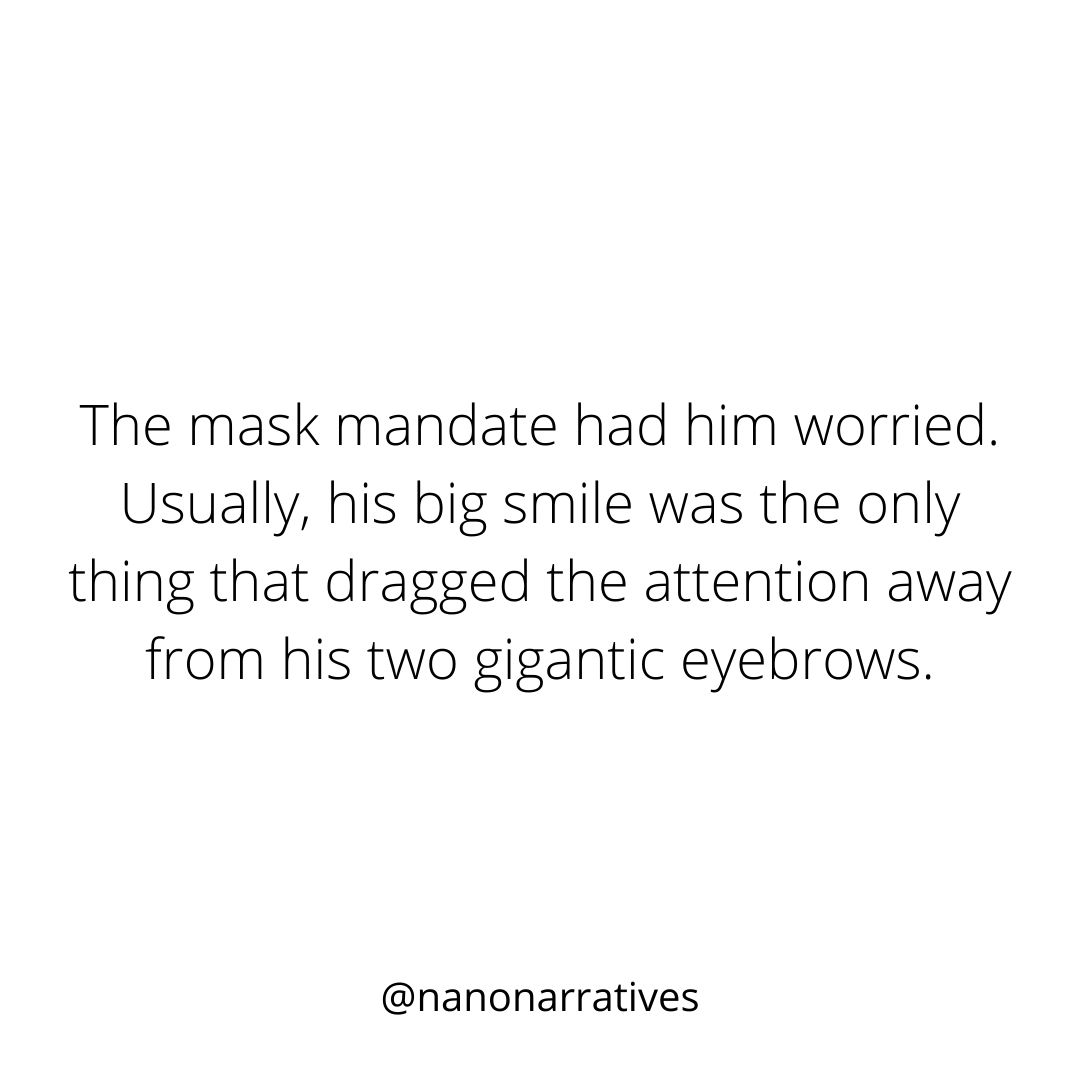 The mask mandate had him worried.
Usually, his big smile was the only
thing that dragged the attention away
from his two gigantic eyebrows.
@nanonarratives